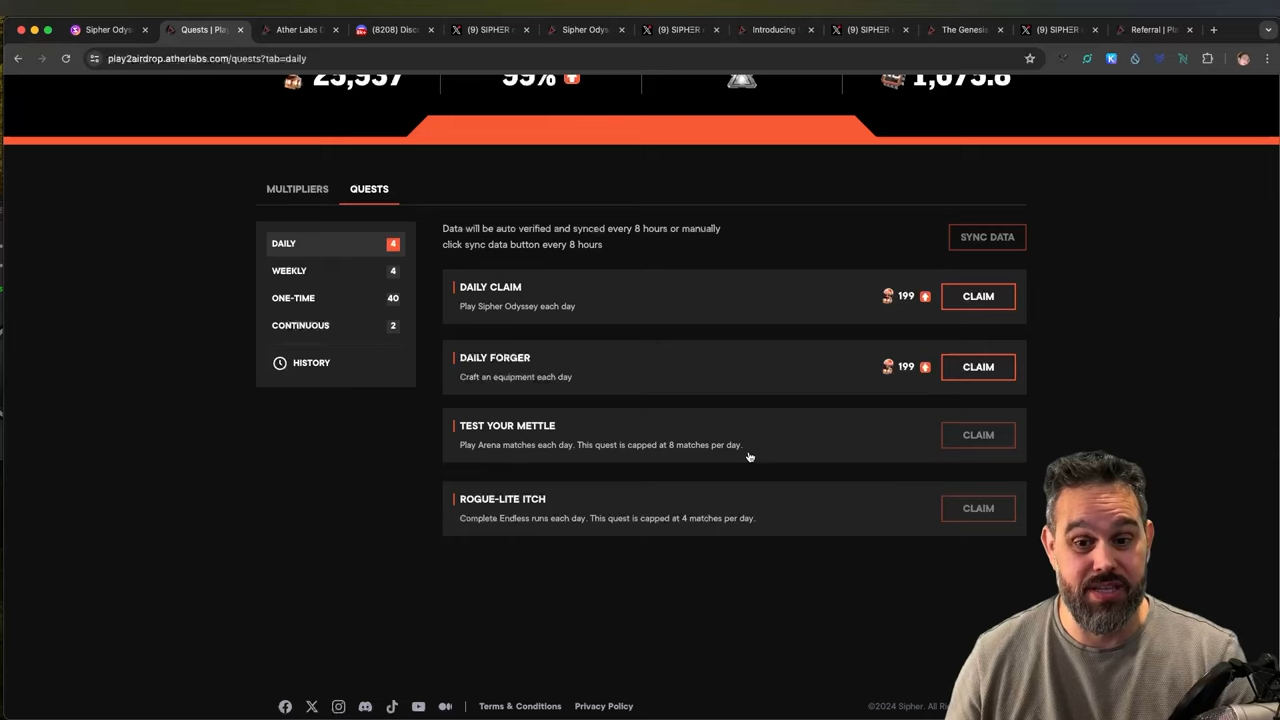 Sipher Odys
Quests | Pla
Ather Labs D
(8208) Disco
(9) SIPHER o
Sipher Odys
(9) SIPHER o
Introducing
(9) SIPHER
The Genesis
(9) SIPHER
Referral | Pl
play2airdrop.atherlabs.com/quests?tab=daily
23,937
99%
1,675.8
MULTIPLIERS
QUESTS
DAILY 4
WEEKLY 4
ONE-TIME 40
CONTINUOUS 2
HISTORY
Data will be auto verified and synced every 8 hours or manually
click sync data button every 8 hours
SYNC DATA
DAILY CLAIM
Play Sipher Odyssey each day
199
CLAIM
DAILY FORGER
Craft an equipment each day
199
CLAIM
TEST YOUR METTLE
Play Arena matches each day. This quest is capped at 8 matches per day.
CLAIM
ROGUE-LITE ITCH
Complete Endless runs each day. This quest is capped at 4 matches per day.
CLAIM
Terms & Conditions
Privacy Policy
©2024 Sipher. All Ri